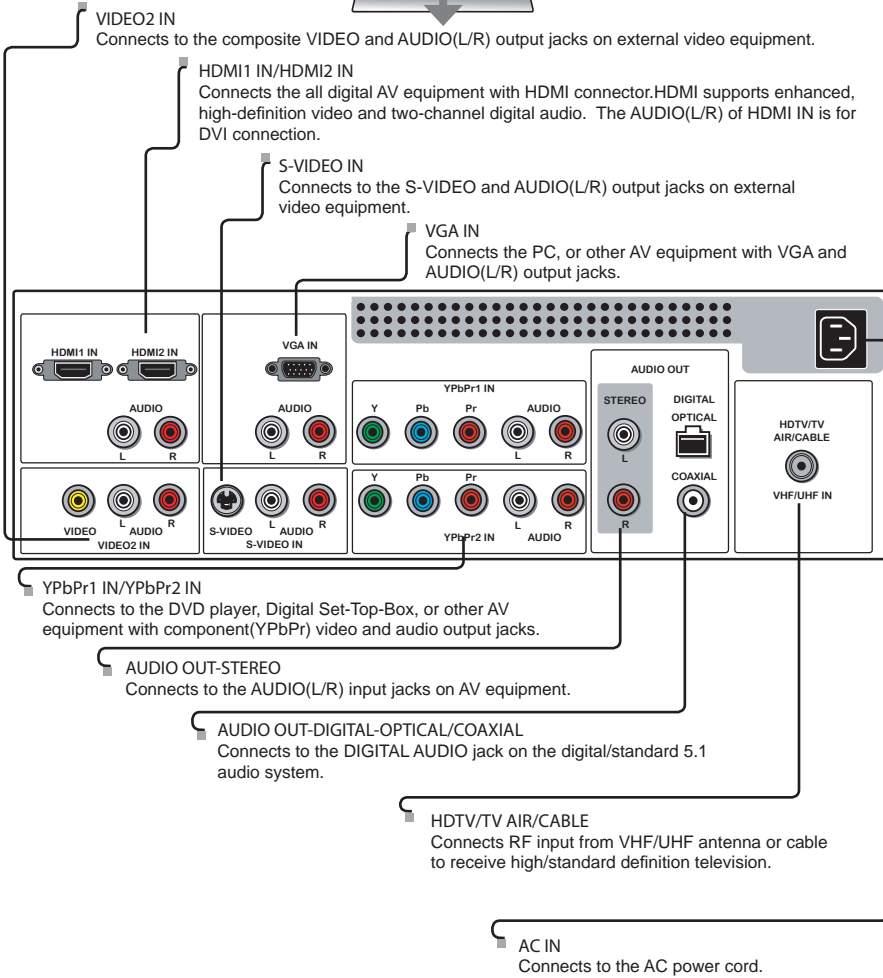 VIDEO2 IN
Connects to the composite VIDEO and AUDIO(L/R) output jacks on external video equipment.
HDMI1 IN/HDMI2 IN
Connects the all digital AV equipment with HDMI connector.HDMI supports enhanced,
high-definition video and two-channel digital audio. The AUDIO(L/R) of HDMI IN is for
DVI connection.
S-VIDEO IN
Connects to the S-VIDEO and AUDIO(L/R) output jacks on external
video equipment.
VGA IN
Connects the PC, or other AV equipment with VGA and
AUDIO(L/R) output jacks.
HDMI1 IN HDMI2 IN
AUDIO
L R
VGA IN
AUDIO
L R
YPbPr1 IN
Y Pb Pr AUDIO
L R
VIDEO L AUDIO R
VIDEO2 IN
S-VIDEO L AUDIO R
S-VIDEO IN
Y Pb Pr
L R
YPbPr2 IN AUDIO
AUDIO OUT
STEREO
L
R
DIGITAL
OPTICAL
COAXIAL
HDTV/TV
AIR/CABLE
VHF/UHF IN
YPbPr1 IN/YPbPr2 IN
Connects to the DVD player, Digital Set-Top-Box, or other AV
equipment with component(YPbPr) video and audio output jacks.
AUDIO OUT-STEREO
Connects to the AUDIO(L/R) input jacks on AV equipment.
AUDIO OUT-DIGITAL-OPTICAL/COAXIAL
Connects to the DIGITAL AUDIO jack on the digital/standard 5.1
audio system.
HDTV/TV AIR/CABLE
Connects RF input from VHF/UHF antenna or cable
to receive high/standard definition television.
AC IN
Connects to the AC power cord.